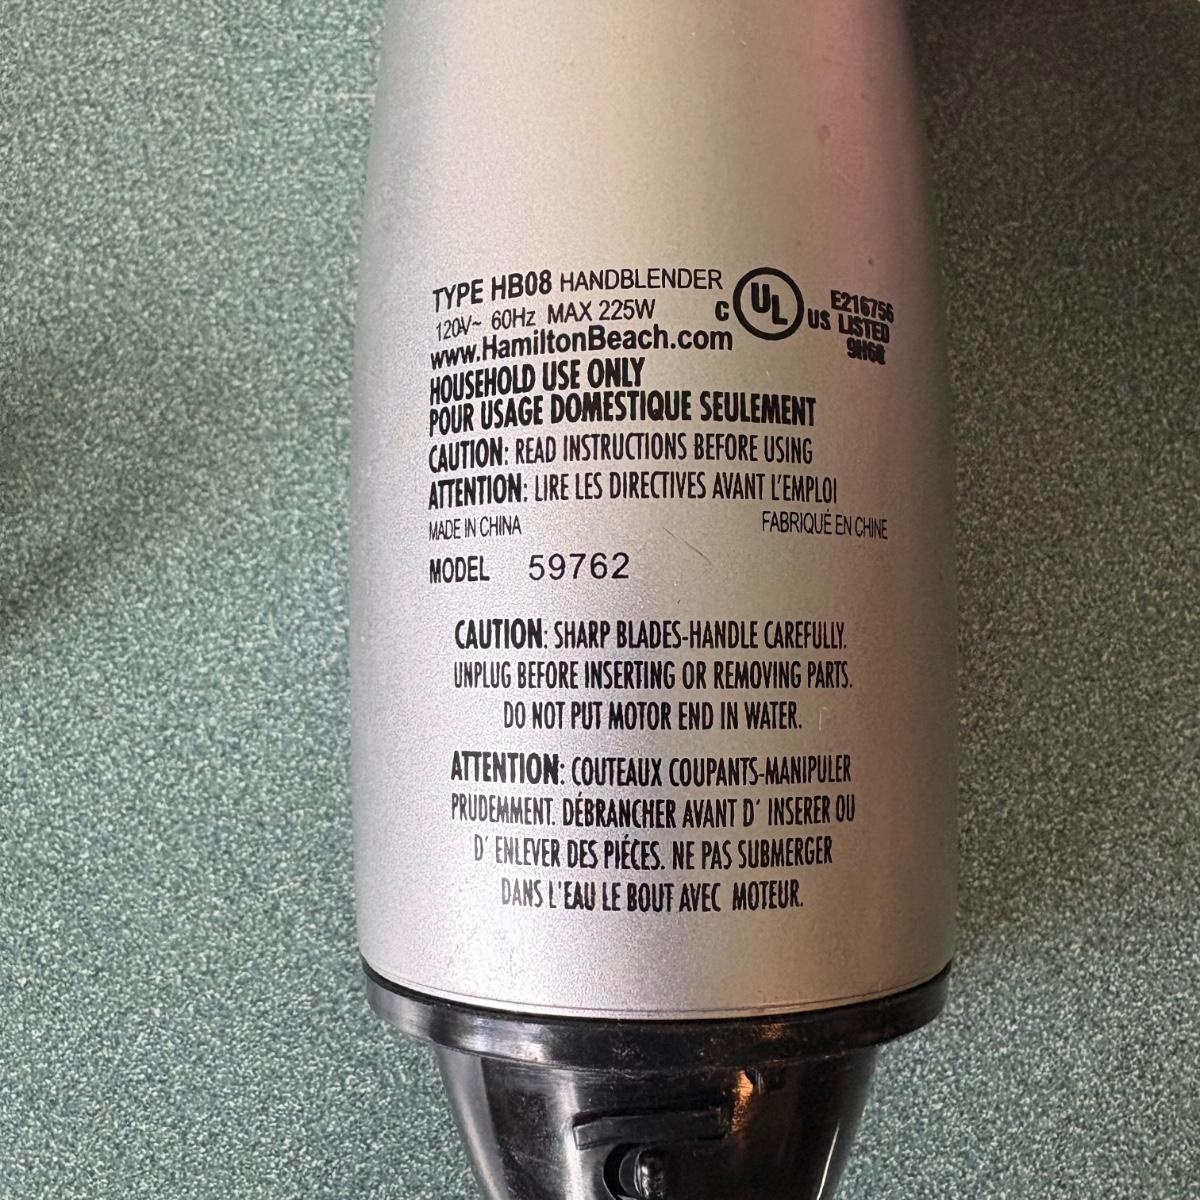 TYPE HB08 HANDBLENDER
120V~ 60Hz MAX 225W
C UL US
E216756
LISTED
www.HamiltonBeach.com
HOUSEHOLD USE ONLY
POUR USAGE DOMESTIQUE SEULEMENT
CAUTION: READ INSTRUCTIONS BEFORE USING
ATTENTION: LIRE LES DIRECTIVES AVANT L'EMPLOI
MADE IN CHINA FABRIQUÉ EN CHINE
MODEL 59762
CAUTION: SHARP BLADES-HANDLE CAREFULLY.
UNPLUG BEFORE INSERTING OR REMOVING PARTS.
DO NOT PUT MOTOR END IN WATER.
ATTENTION: COUTEAUX COUPANTS-MANIPULER
PRUDEMMENT. DÉBRANCHER AVANT D' INSERER OU
D' ENLEVER DES PIÉCES. NE PAS SUBMERGER
DANS L'EAU LE BOUT AVEC MOTEUR.